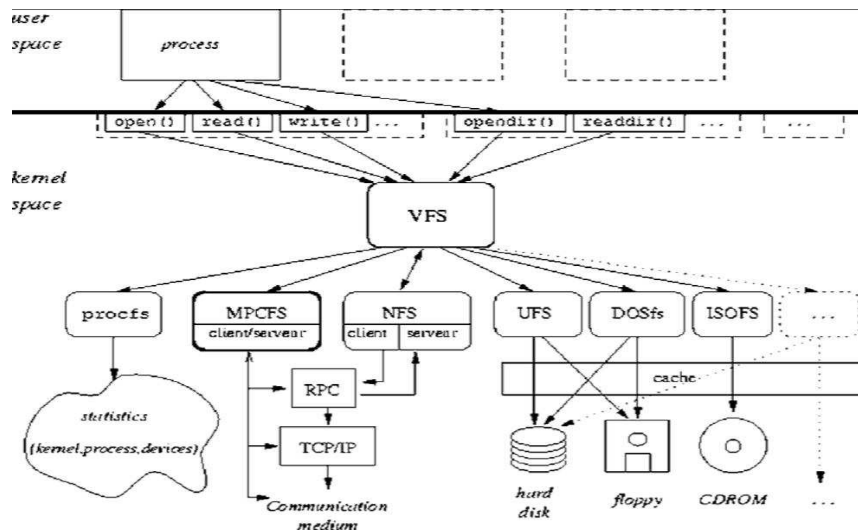 user
space
process
open() read() write() ... opendir() readdir() ... ...
kernel
space
VFS
procfs MPCFS NFS UFS DOSfs ISOFS ...
client/serveur client serveur
cache
RPC
statistics
(kernel,process,devices)
TCP/IP
Communication
medium
hard
disk
floppy CDROM ...